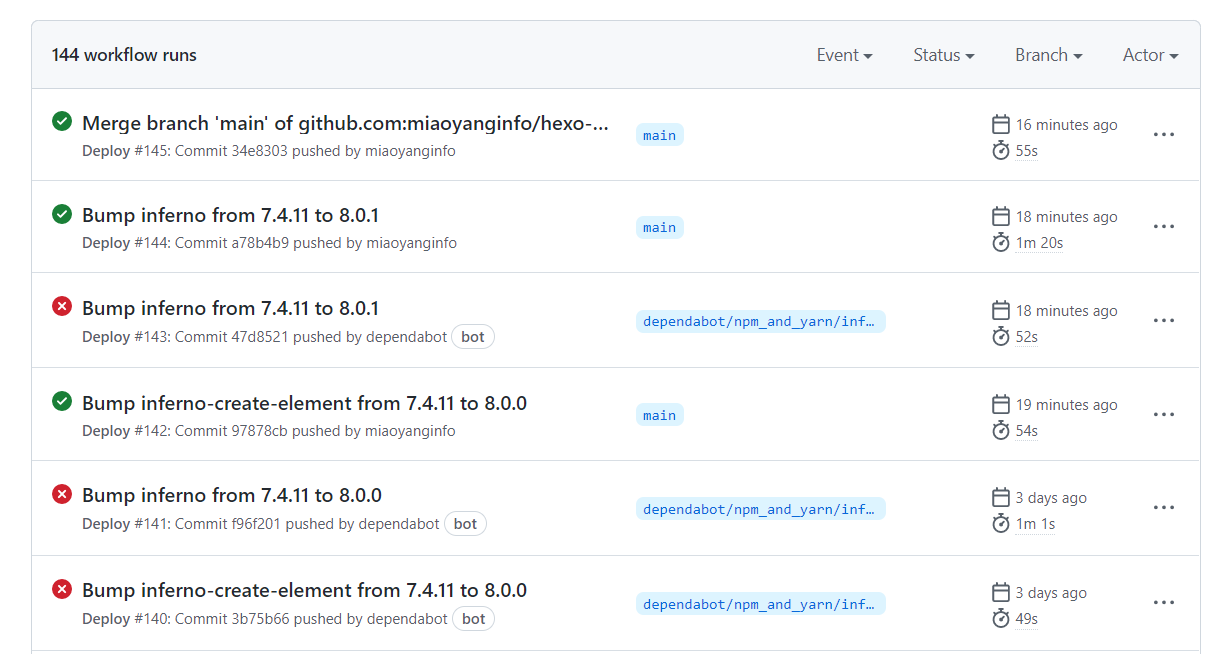 144 workflow runs Event Status Branch Actor
Merge branch 'main' of github.com:miaoyanginfo/hexo-...
Deploy #145: Commit 34e8303 pushed by miaoyanginfo
main
16 minutes ago
55s
Bump inferno from 7.4.11 to 8.0.1
Deploy #144: Commit a78b4b9 pushed by miaoyanginfo
main
18 minutes ago
1m 20s
Bump inferno from 7.4.11 to 8.0.1
Deploy #143: Commit 47d8521 pushed by dependabot bot
dependabot/npm_and_yarn/inf…
18 minutes ago
52s
Bump inferno-create-element from 7.4.11 to 8.0.0
Deploy #142: Commit 97878cb pushed by miaoyanginfo
main
19 minutes ago
54s
Bump inferno from 7.4.11 to 8.0.0
Deploy #141: Commit f96f201 pushed by dependabot bot
dependabot/npm_and_yarn/inf…
3 days ago
1m 1s
Bump inferno-create-element from 7.4.11 to 8.0.0
Deploy #140: Commit 3b75b66 pushed by dependabot bot
dependabot/npm_and_yarn/inf…
3 days ago
49s